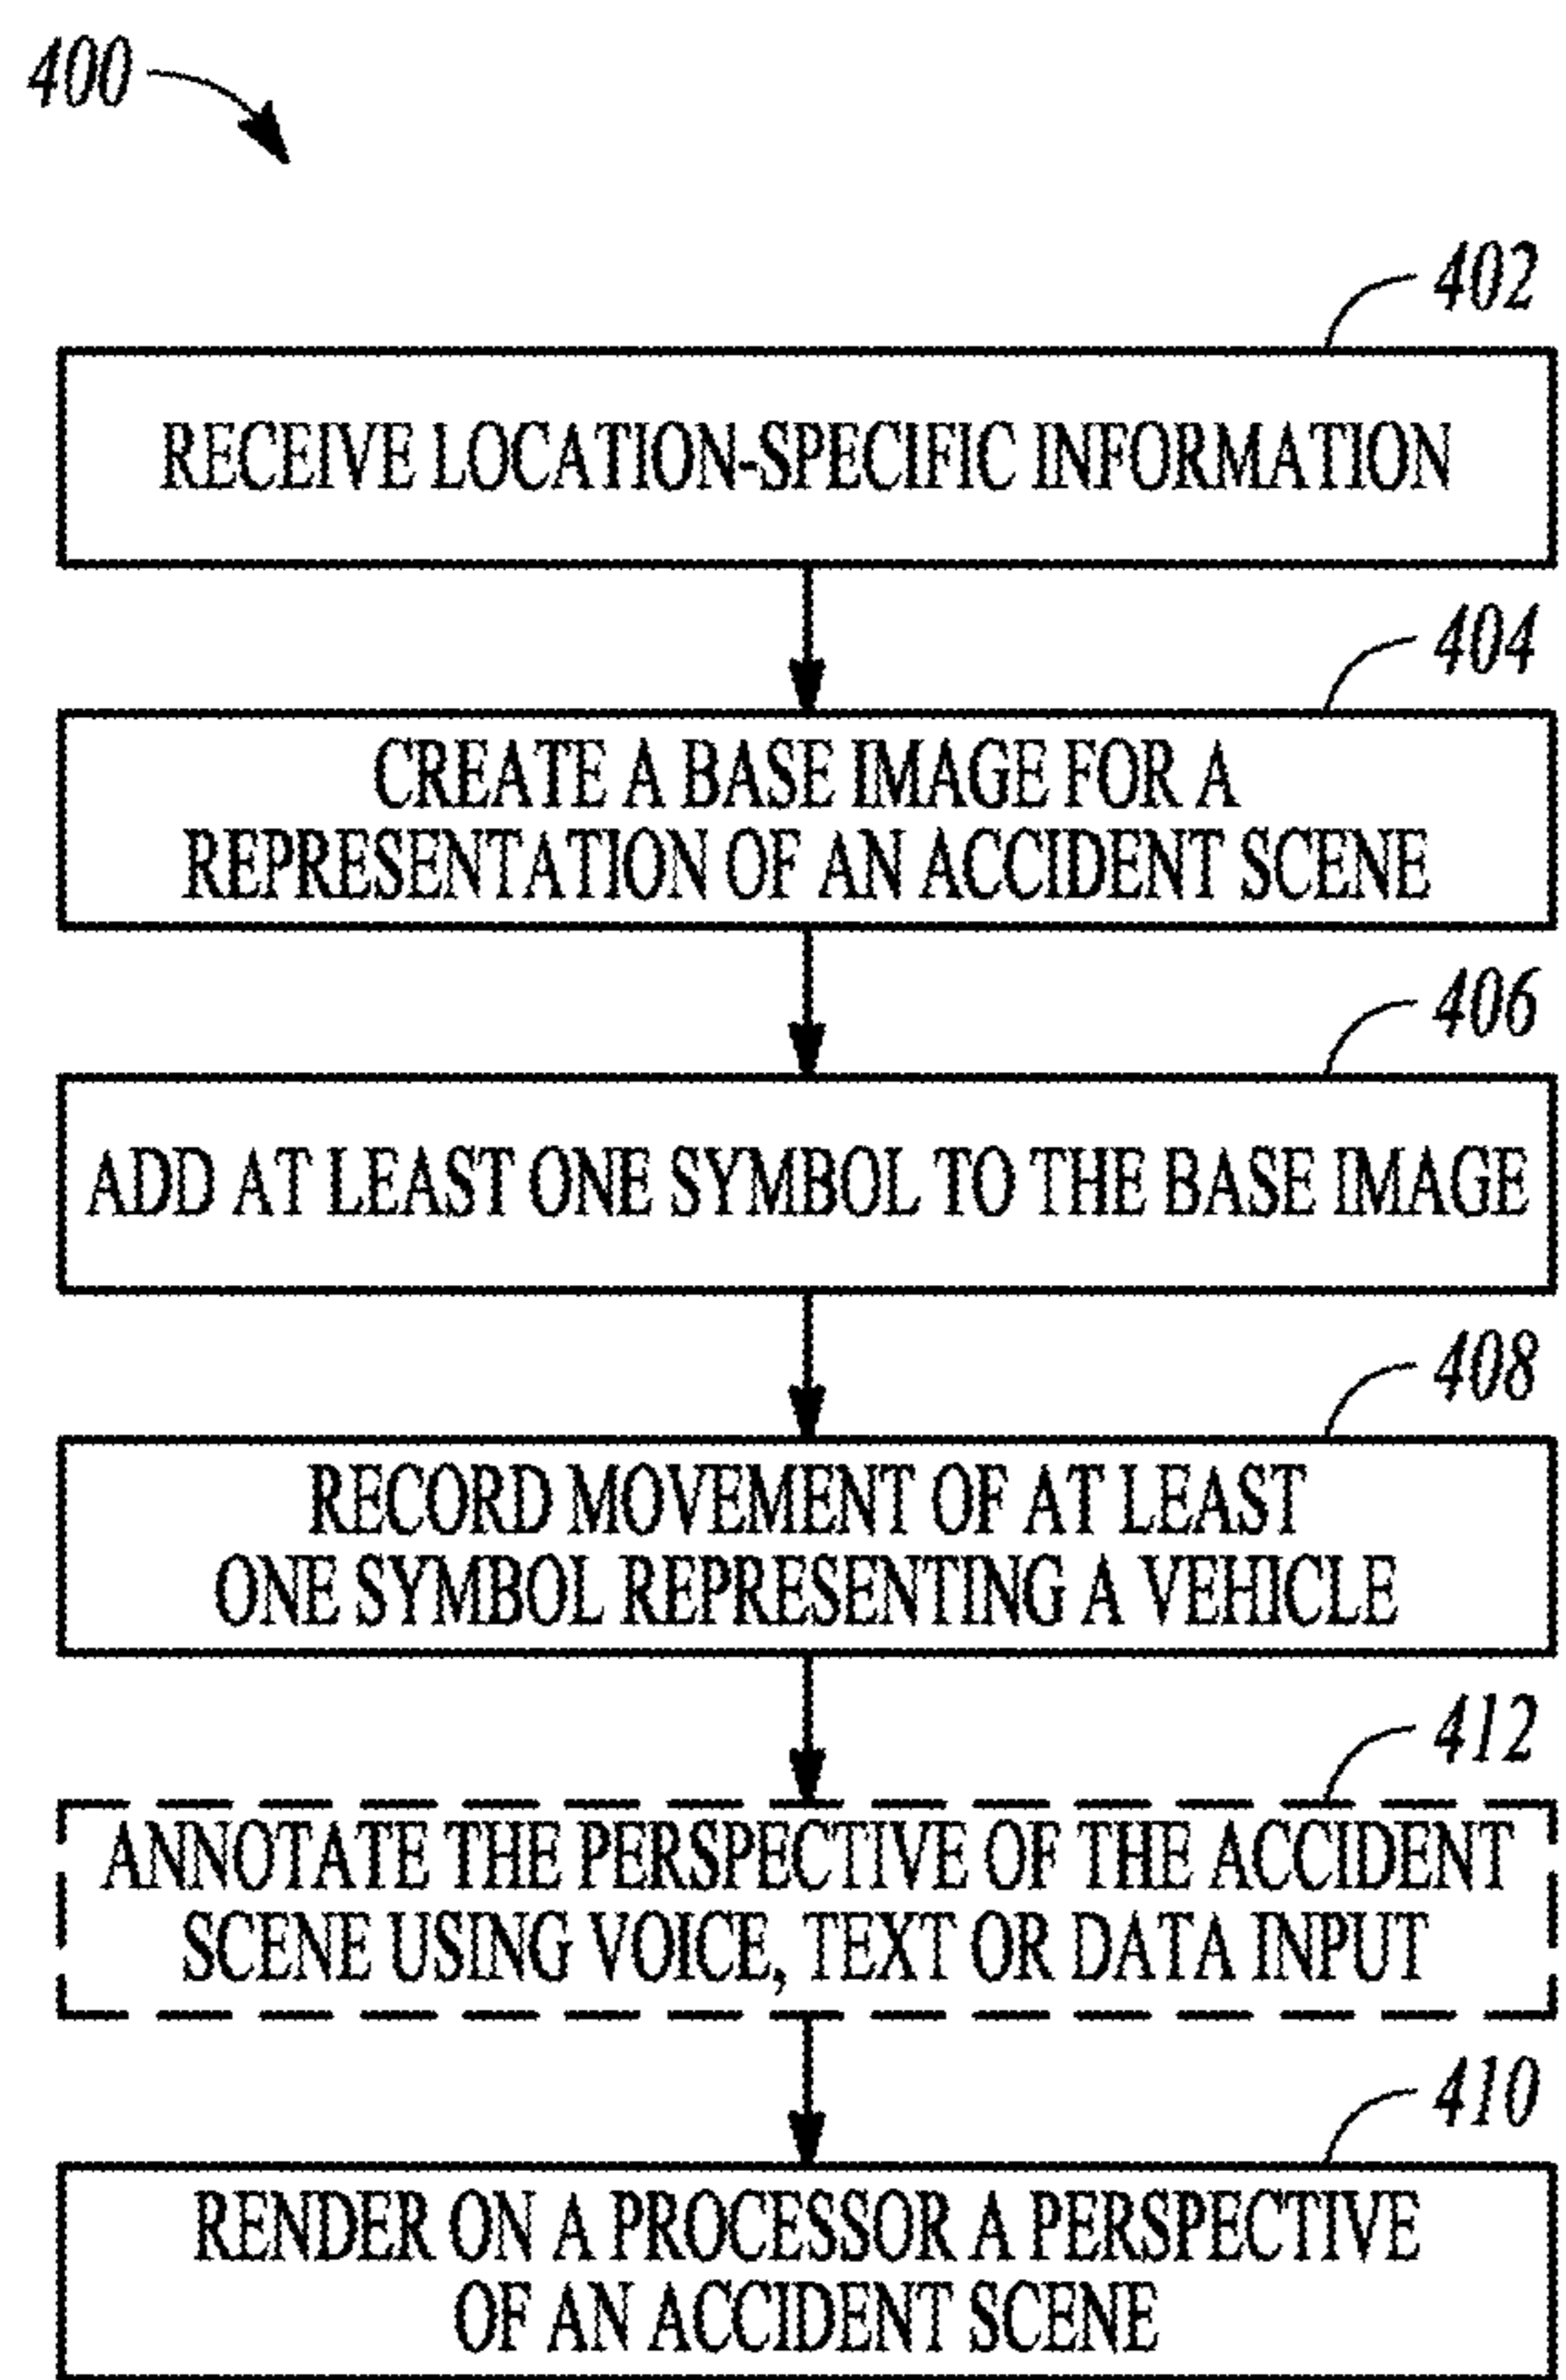 400
402
RECEIVE LOCATION-SPECIFIC INFORMATION
404
CREATE A BASE IMAGE FOR A
REPRESENTATION OF AN ACCIDENT SCENE
406
ADD AT LEAST ONE SYMBOL TO THE BASE IMAGE
408
RECORD MOVEMENT OF AT LEAST
ONE SYMBOL REPRESENTING A VEHICLE
412
ANNOTATE THE PERSPECTIVE OF THE ACCIDENT
SCENE USING VOICE, TEXT OR DATA INPUT
410
RENDER ON A PROCESSOR A PERSPECTIVE
OF AN ACCIDENT SCENE